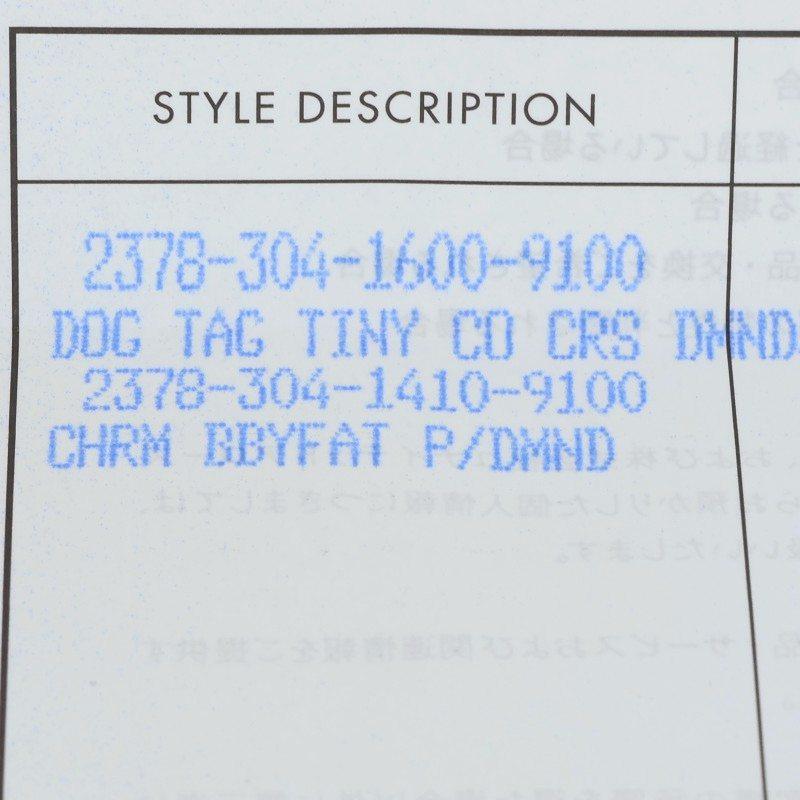 STYLE DESCRIPTION
2378-304-1600-9100
DOG TAG TINY CO CRS DMND
2378-304-1410-9100
CHRM BBYFAT P/DMND